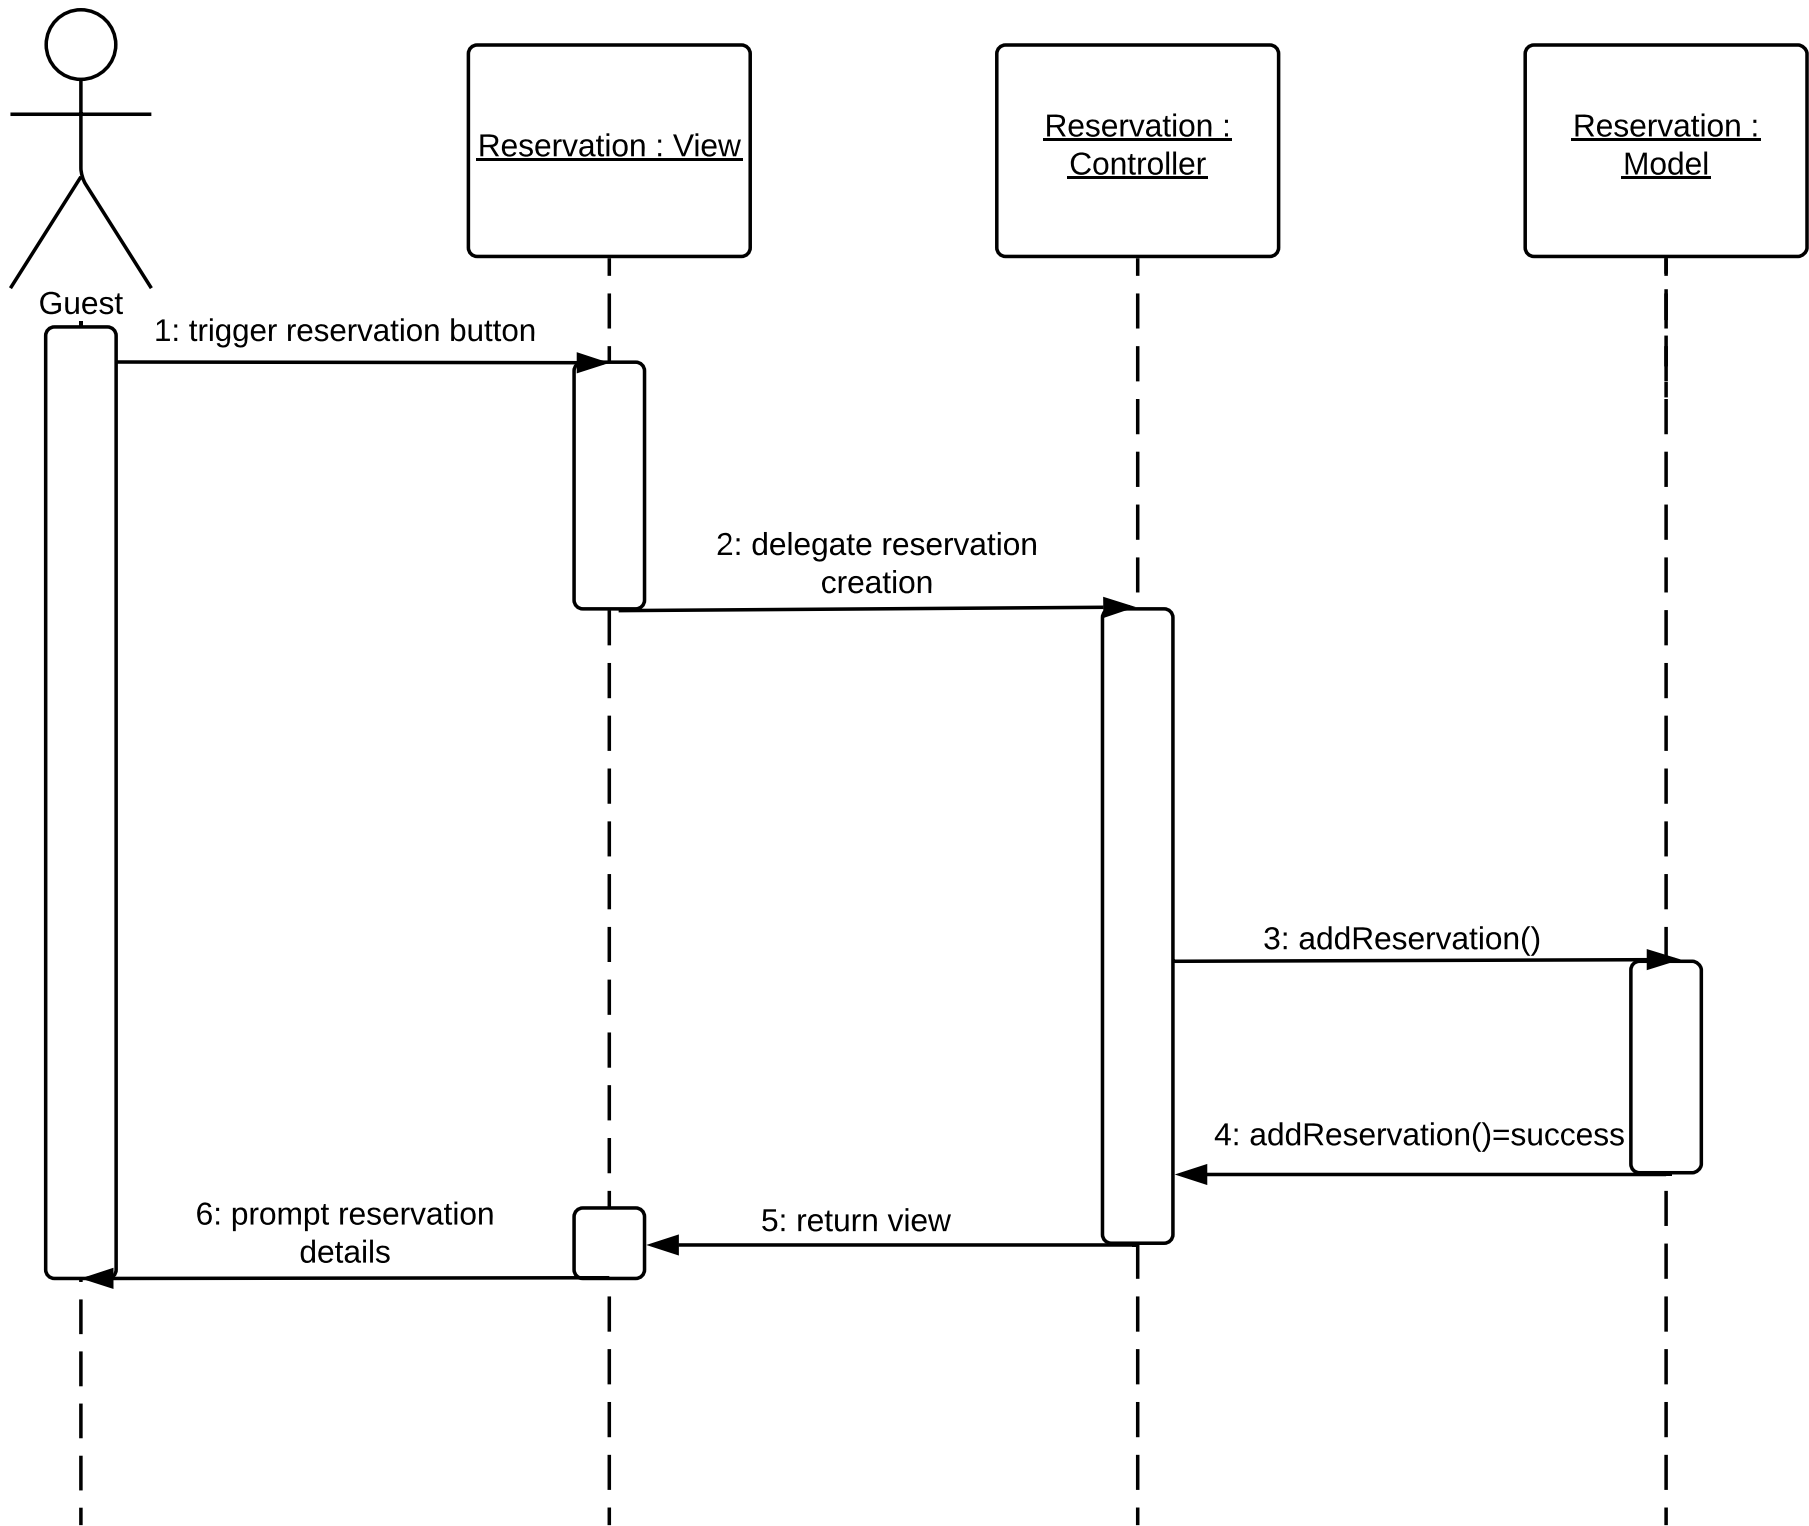 Reservation : View
Reservation :
Controller
Reservation :
Model
Guest
1: trigger reservation button
2: delegate reservation
creation
3: addReservation()
4: addReservation()=success
5: return view
6: prompt reservation
details